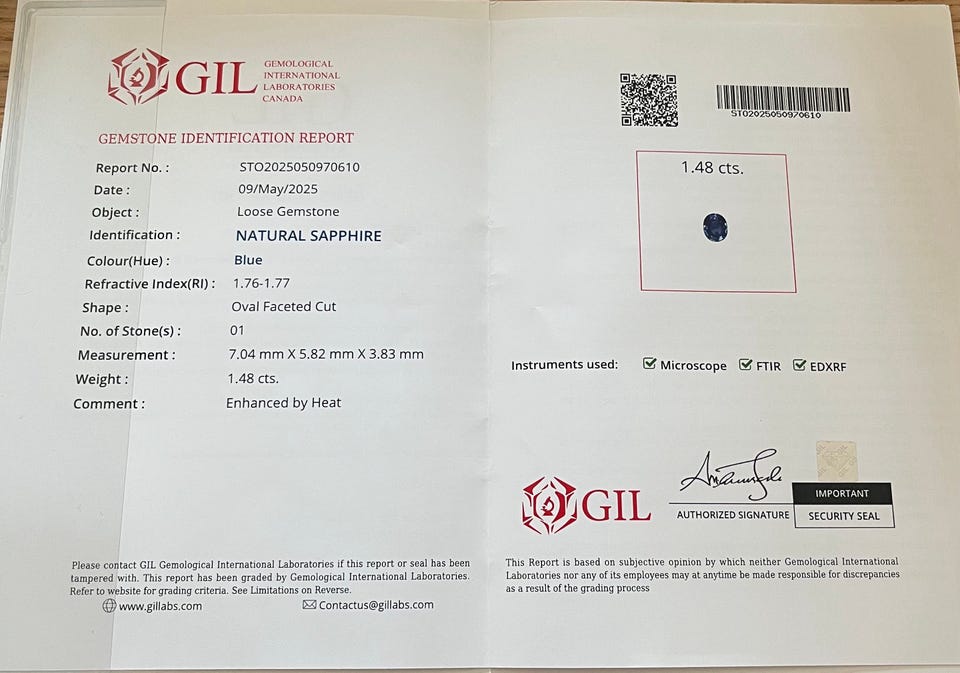 GIL
GEMOLOGICAL
INTERNATIONAL
LABORATORIES
CANADA
GEMSTONE IDENTIFICATION REPORT
Report No. : STO2025050970610
Date : 09/May/2025
Object : Loose Gemstone
Identification : NATURAL SAPPHIRE
Colour(Hue) : Blue
Refractive Index(RI) : 1.76-1.77
Shape : Oval Faceted Cut
No. of Stone(s) : 01
Measurement : 7.04 mm X 5.82 mm X 3.83 mm
Weight : 1.48 cts.
Comment : Enhanced by Heat
Please contact GIL Gemological International Laboratories if this report or seal has been
tampered with. This report has been graded by Gemological International Laboratories.
Refer to website for grading criteria. See Limitations on Reverse.
www.gillabs.com Contactus@gillabs.com
STO2025050970610
1.48 cts.
Instruments used: Microscope FTIR EDXRF
GIL
AUTHORIZED SIGNATURE
IMPORTANT
SECURITY SEAL
This Report is based on subjective opinion by which neither Gemological International
Laboratories nor any of its employees may at anytime be made responsible for discrepancies
as a result of the grading process